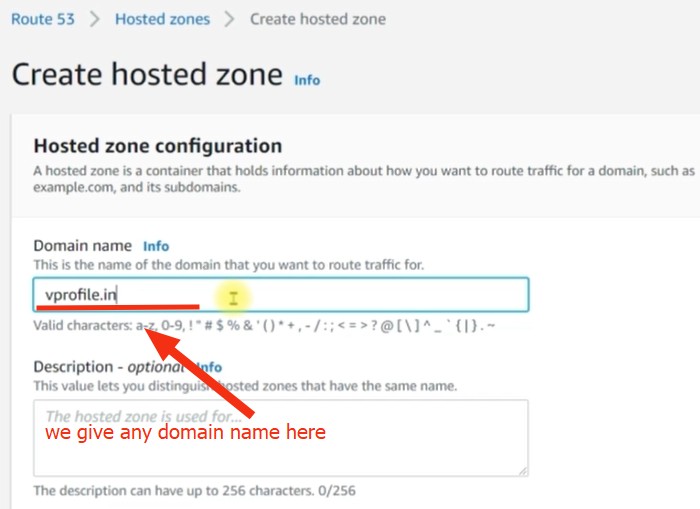 Route 53 > Hosted zones > Create hosted zone
Create hosted zone Info
Hosted zone configuration
A hosted zone is a container that holds information about how you want to route traffic for a domain, such as
example.com, and its subdomains.
Domain name Info
This is the name of the domain that you want to route traffic for.
vprofile.in
Valid characters: a-z, 0-9, ! " # $ % & ' ( ) * + , - / : ; < = > ? @ [ \ ] ^ _ ` { | } . ~
Description - optional Info
This value lets you distinguish hosted zones that have the same name.
The hosted zone is used for...
we give any domain name here
The description can have up to 256 characters. 0/256